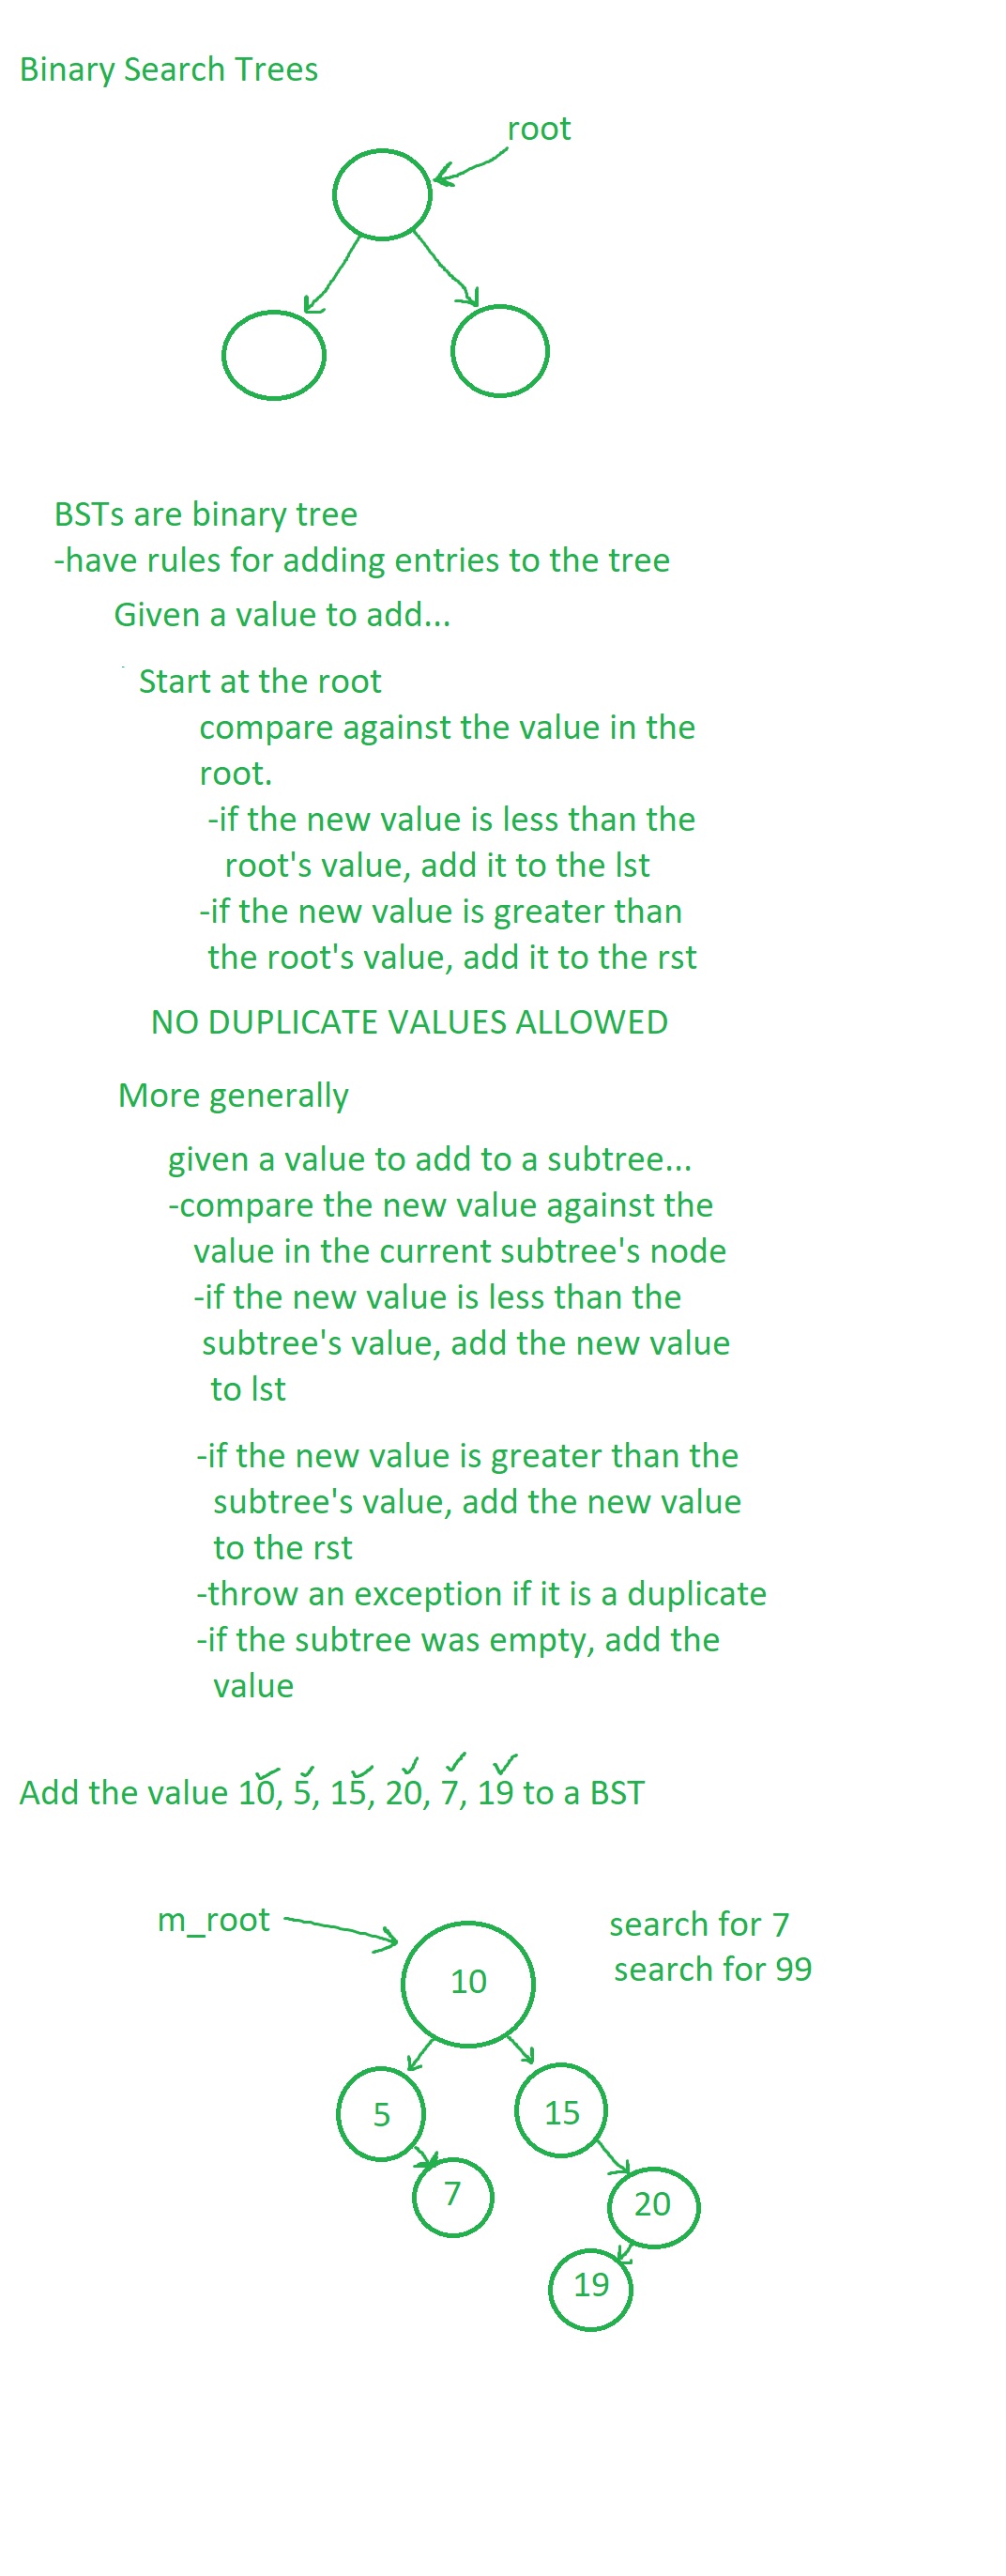 Binary Search Trees
root
BSTs are binary tree
-have rules for adding entries to the tree
Given a value to add...
Start at the root
compare against the value in the
root.
-if the new value is less than the
root's value, add it to the lst
-if the new value is greater than
the root's value, add it to the rst
NO DUPLICATE VALUES ALLOWED
More generally
given a value to add to a subtree...
-compare the new value against the
value in the current subtree's node
-if the new value is less than the
subtree's value, add the new value
to lst
-if the new value is greater than the
subtree's value, add the new value
to the rst
-throw an exception if it is a duplicate
-if the subtree was empty, add the
value
Add the value 10, 5, 15, 20, 7, 19 to a BST
m_root
search for 7
search for 99
10
5
15
7
20
19